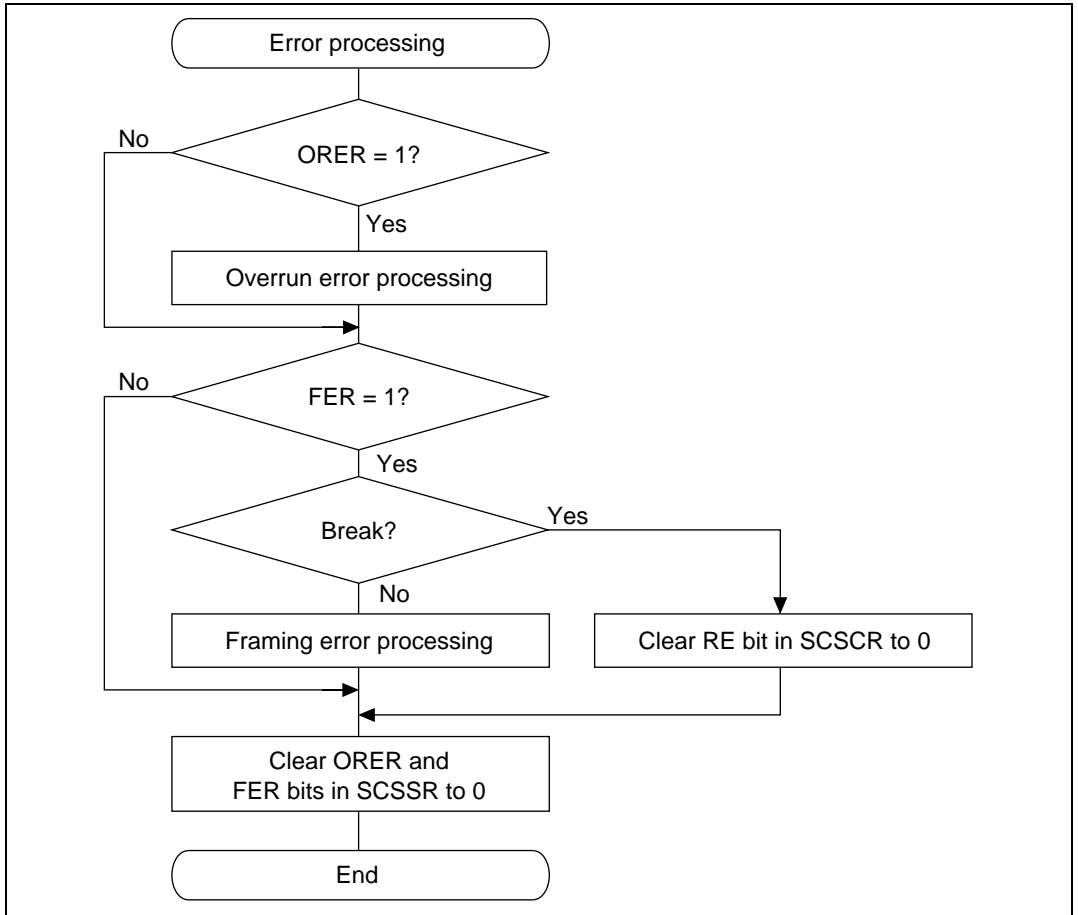 Error processing
No
ORER = 1?
Yes
Overrun error processing
No
FER = 1?
Yes
Break?
Yes
No
Framing error processing
Clear RE bit in SCSCR to 0
Clear ORER and
FER bits in SCSSR to 0
End